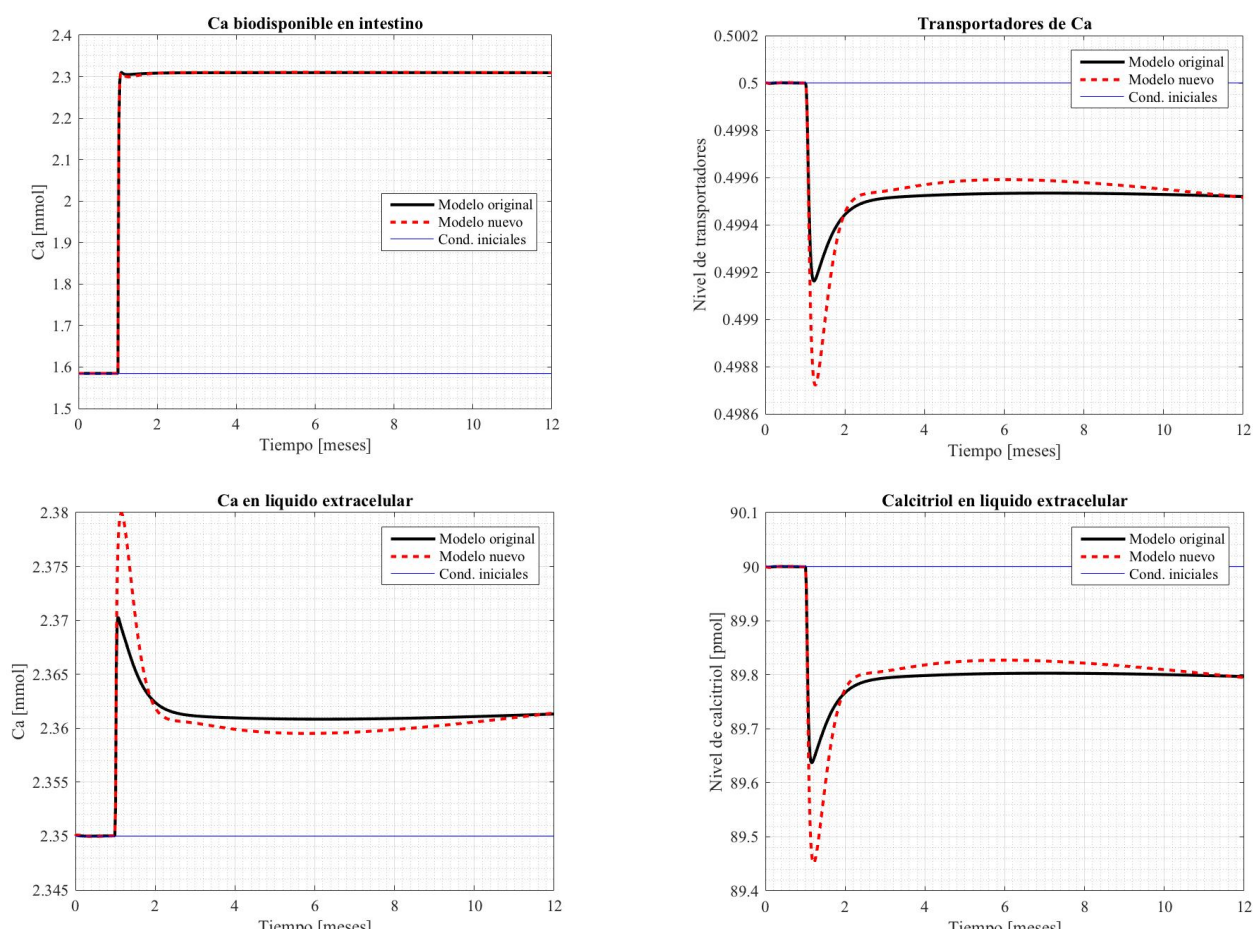 Ca biodisponible en intestino
2.4
2.3
2.2
2.1
2
1.9
1.8
1.7
1.6
1.5
Ca [mmol]
Modelo original
Modelo nuevo
Cond. iniciales
0 2 4 6 8 10 12
Tiempo [meses]
Transportadores de Ca
0.5002
0.5
0.4998
0.4996
0.4994
0.4992
0.499
0.4988
0.4986
Nivel de transportadores
Modelo original
Modelo nuevo
Cond. iniciales
0 2 4 6 8 10 12
Tiempo [meses]
Ca en liquido extracelular
2.38
2.375
2.37
2.365
2.36
2.355
2.35
2.345
Ca [mmol]
Modelo original
Modelo nuevo
Cond. iniciales
0 2 4 6 8 10 12
Tiempo [meses]
Calcitriol en liquido extracelular
90.1
90
89.9
89.8
89.7
89.6
89.5
89.4
Nivel de calcitriol [pmol]
Modelo original
Modelo nuevo
Cond. iniciales
0 2 4 6 8 10 12
Tiempo [meses]